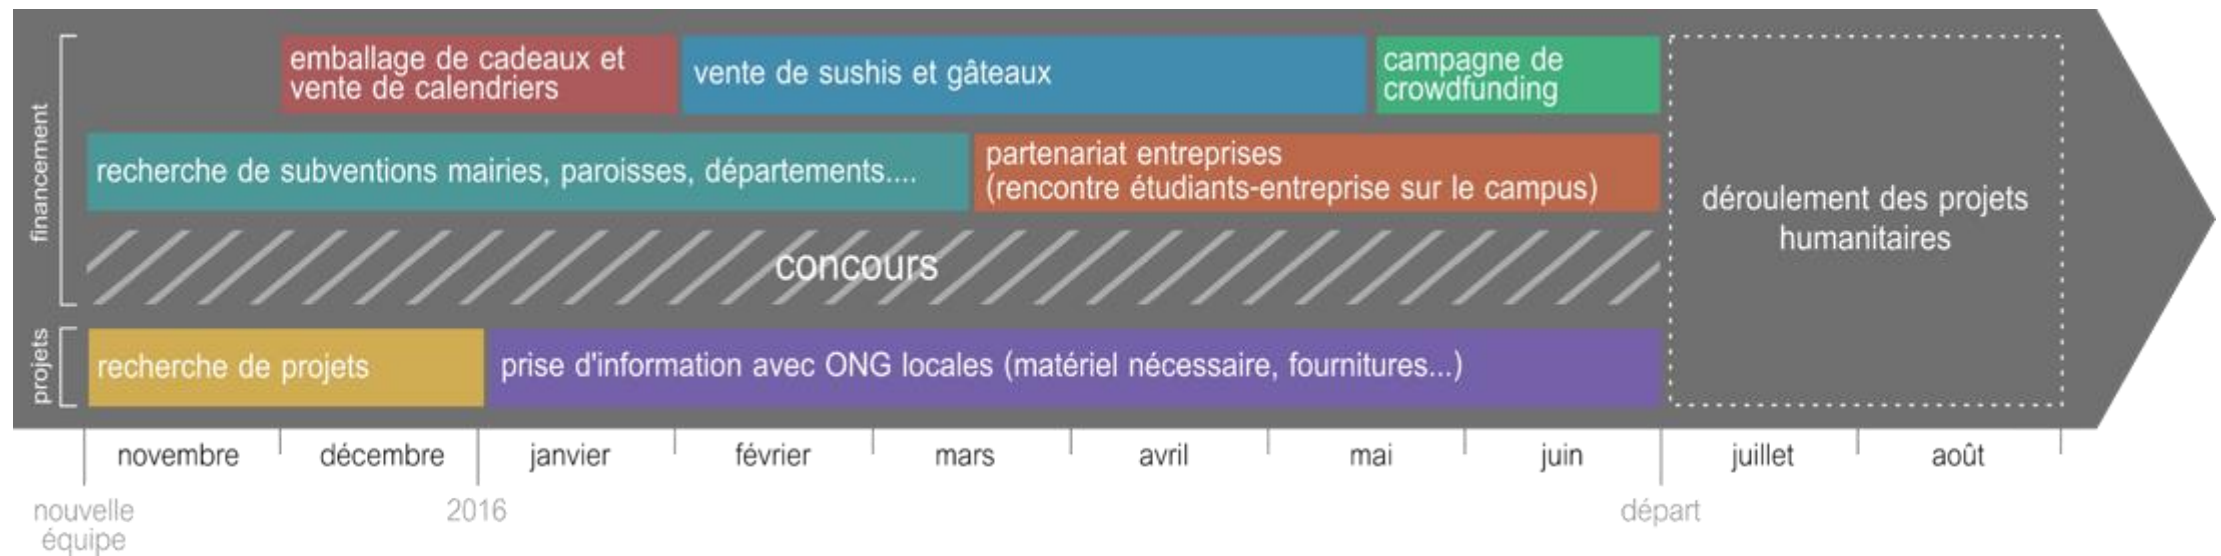 financement
emballage de cadeaux et
vente de calendriers
vente de sushis et gâteaux
campagne de
crowdfunding
recherche de subventions mairies, paroisses, départements....
partenariat entreprises
(rencontre étudiants-entreprise sur le campus)
concours
déroulement des projets
humanitaires
projets
recherche de projets
prise d'information avec ONG locales (matériel nécessaire, fournitures...)
novembre décembre janvier février mars avril mai juin juillet août
nouvelle
équipe
2016
départ